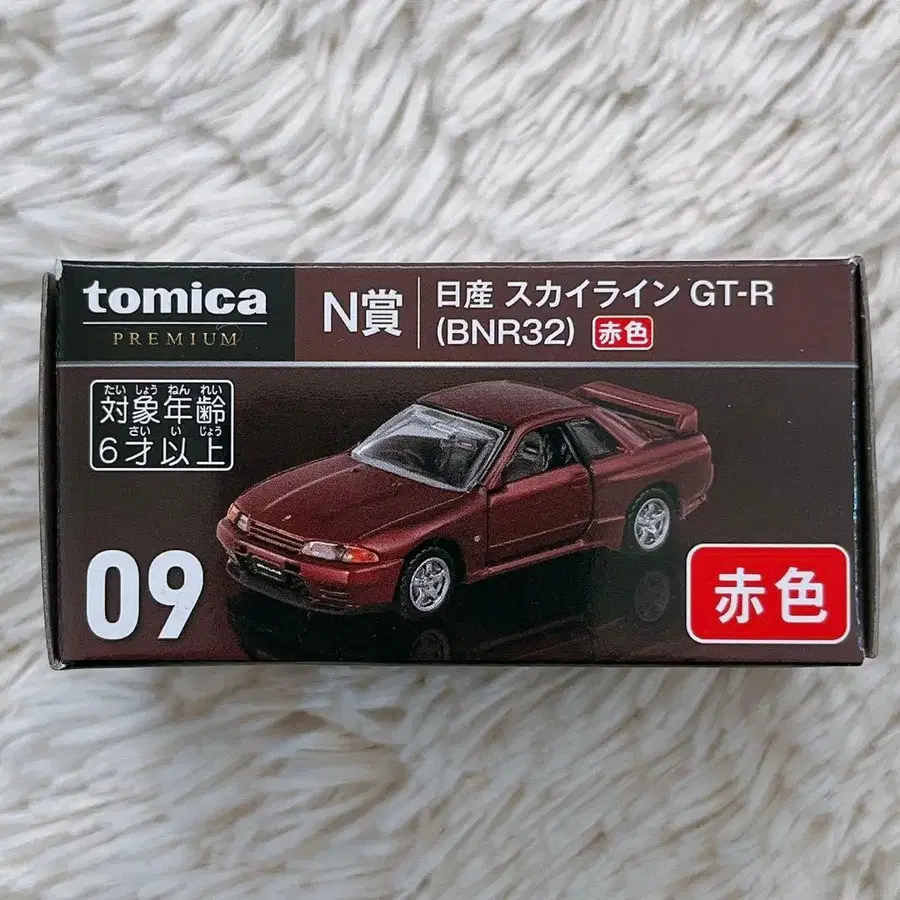 tomica
PREMIUM
N賞
日産 スカイライン GT-R
(BNR32) 赤色
たい しょう ねん れい
対象年齢
さい い じょう
6才以上
09
赤色